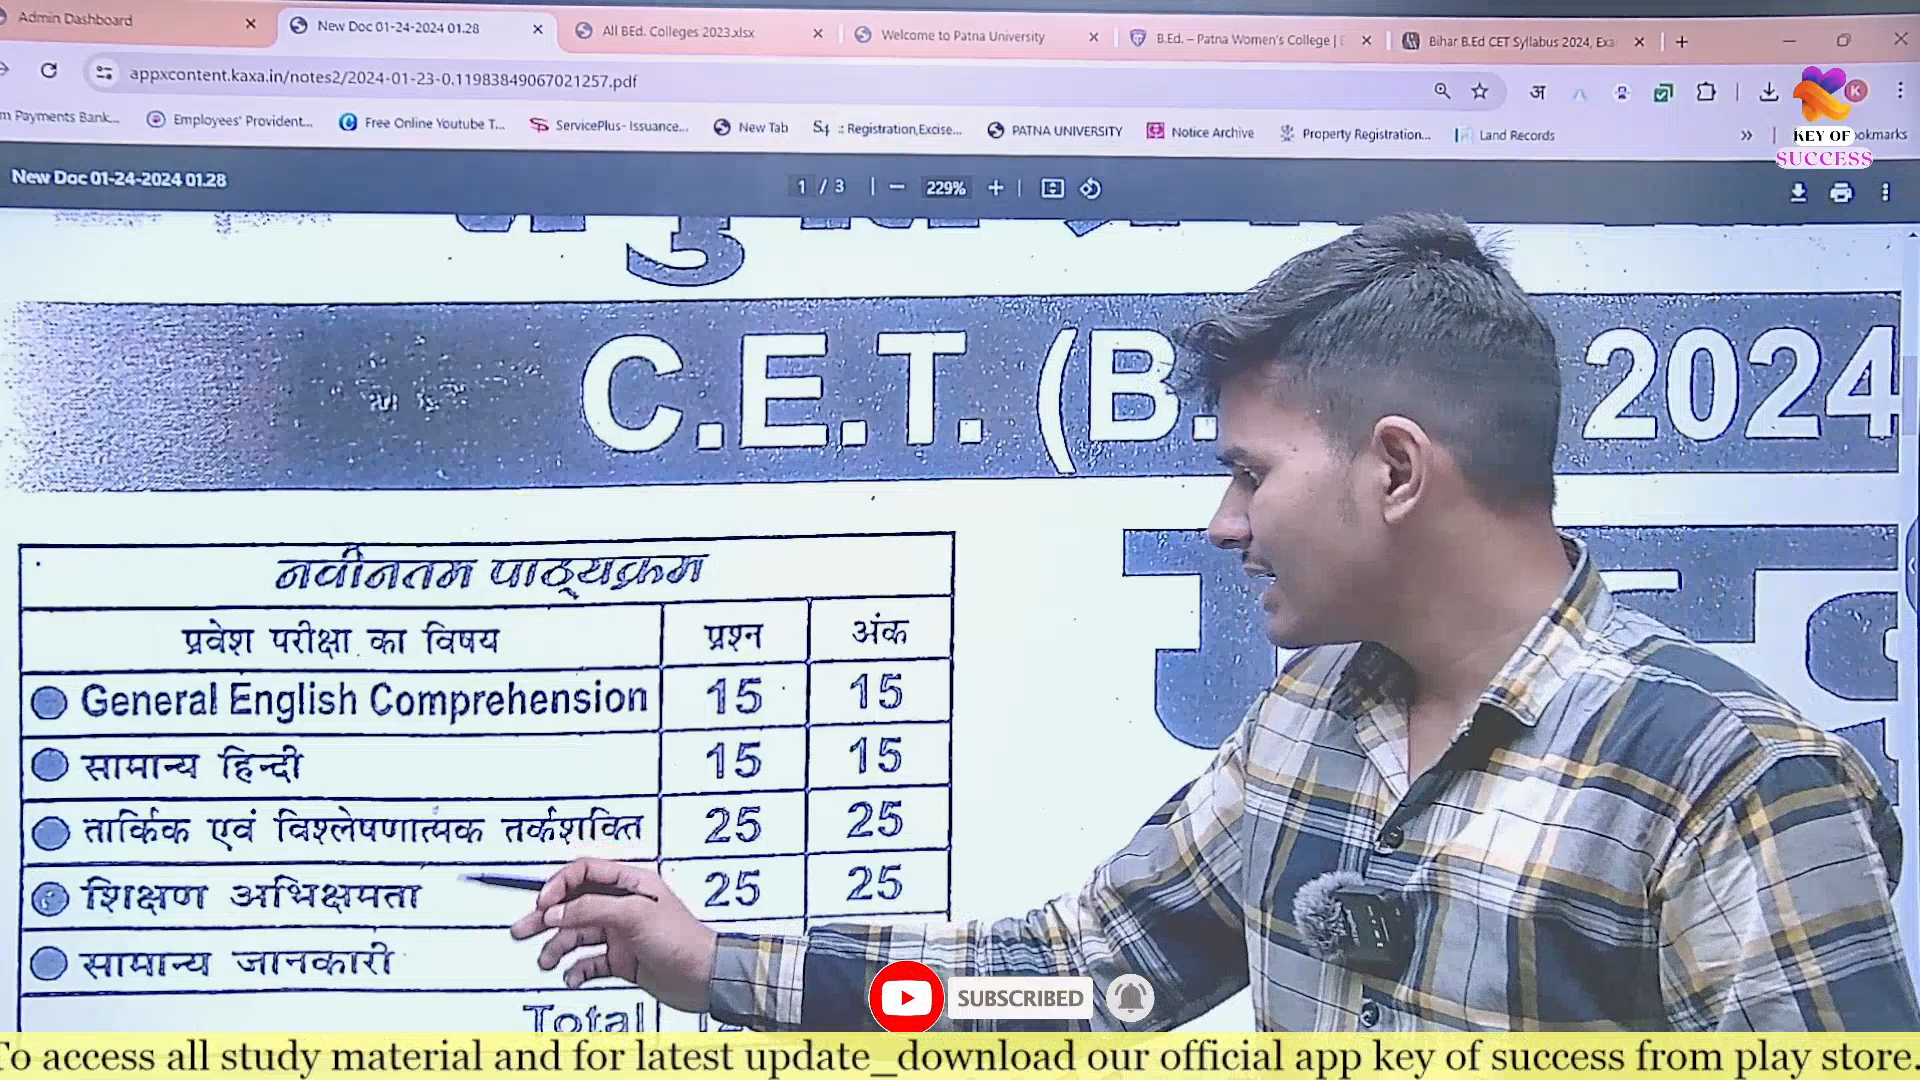 Admin Dashboard
New Doc 01-24-2024 01.28
All BEd. Colleges 2023.xlsx
Welcome to Patna University
B.Ed. – Patna Women's College | E
Bihar B.Ed CET Syllabus 2024, Exa
appxcontent.kaxa.in/notes2/2024-01-23-0.11983849067021257.pdf
अ
K
m Payments Bank...
Employees' Provident...
Free Online Youtube T...
ServicePlus- Issuance...
New Tab
:: Registration,Excise...
PATNA UNIVERSITY
Notice Archive
Property Registration...
Land Records
»
ookmarks
KEY OF
SUCCESS
New Doc 01-24-2024 01.28
1 / 3
229%
C.E.T. (B. 2024
नवीनतम पाठ्यक्रम
प्रवेश परीक्षा का विषय प्रश्न अंक
General English Comprehension 15 15
सामान्य हिन्दी 15 15
तार्किक एवं विश्लेषणात्मक तर्कशक्ति 25 25
शिक्षण अभिक्षमता 25 25
सामान्य जानकारी
Total
SUBSCRIBED
To access all study material and for latest update_download our official app key of success from play store.